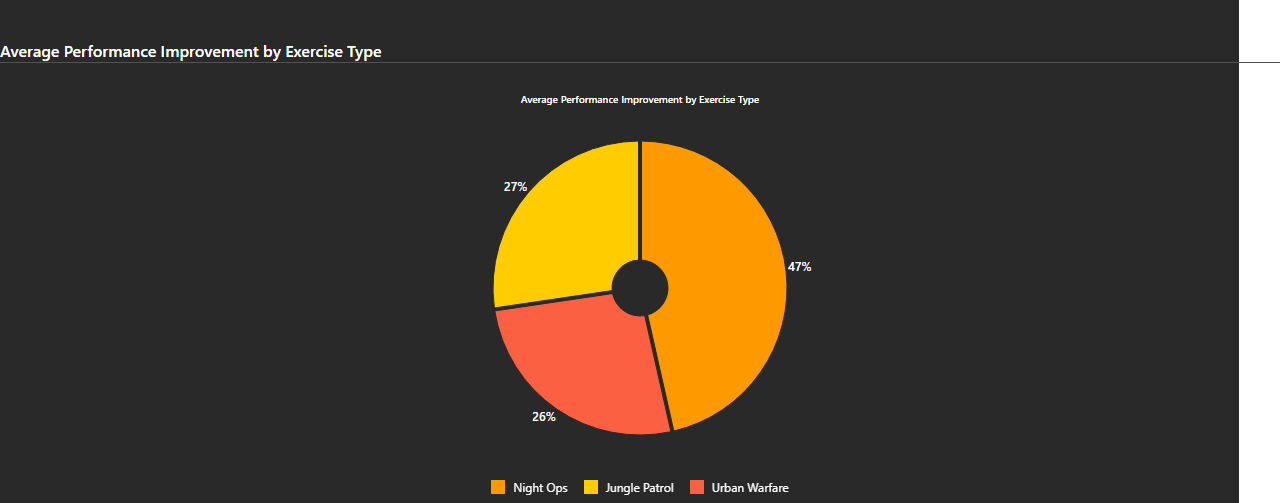 Average Performance Improvement by Exercise Type
Average Performance Improvement by Exercise Type
27%
47%
26%
Night Ops Jungle Patrol Urban Warfare